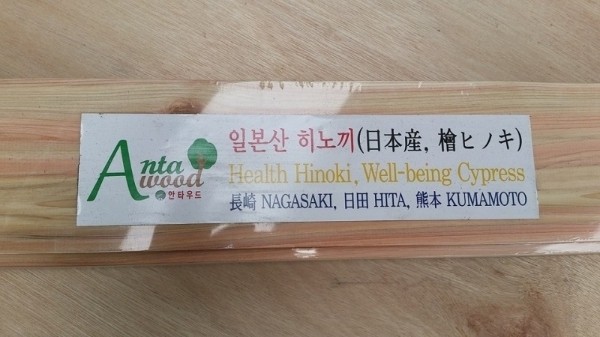 Anta
wood
안타우드
일본산 히노끼(日本産, 檜ヒノキ)
Health Hinoki, Well-being Cypress
長崎 NAGASAKI, 日田 HITA, 熊本 KUMAMOTO